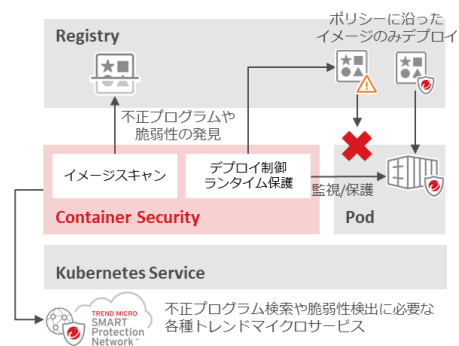 ポリシーに沿った
イメージのみデプロイ
Registry
不正プログラムや
脆弱性の発見
イメージスキャン
デプロイ制御
ランタイム保護
監視/保護
Container Security
Pod
Kubernetes Service
TREND MICRO
SMART
Protection
Network™
不正プログラム検索や脆弱性検出に必要な
各種トレンドマイクロサービス